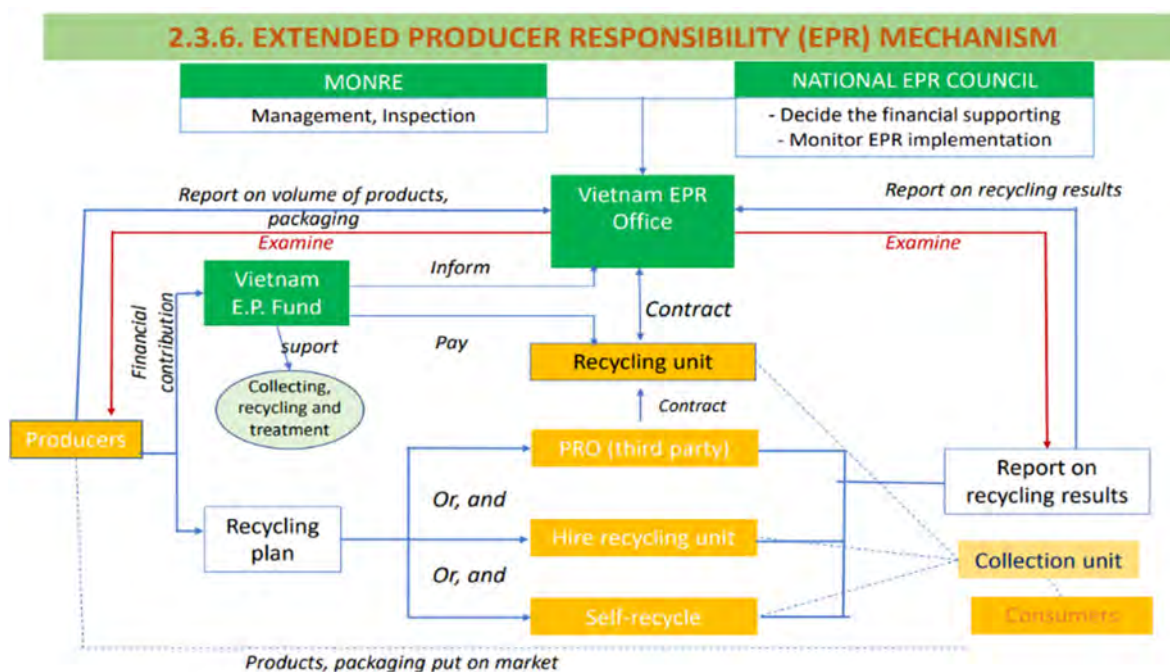 2.3.6. EXTENDED PRODUCER RESPONSIBILITY (EPR) MECHANISM
MONRE
Management, Inspection
NATIONAL EPR COUNCIL
- Decide the financial supporting
- Monitor EPR implementation
Report on volume of products,
packaging
Examine
Vietnam EPR
Office
Report on recycling results
Examine
Vietnam
E.P. Fund
Inform
Financial
contribution
suport
Pay
Contract
Collecting,
recycling and
treatment
Recycling unit
Contract
Producers
PRO (third party)
Report on
recycling results
Or, and
Recycling
plan
Hire recycling unit
Collection unit
Or, and
Self-recycle
Consumers
Products, packaging put on market